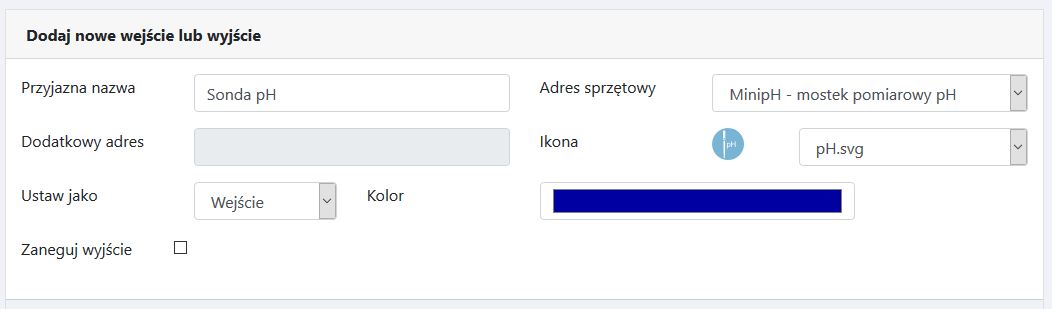 Dodaj nowe wejście lub wyjście
Przyjazna nazwa Sonda pH Adres sprzętowy MinipH - mostek pomiarowy pH
Dodatkowy adres Ikona pH pH.svg
Ustaw jako Wejście Kolor
Zaneguj wyjście